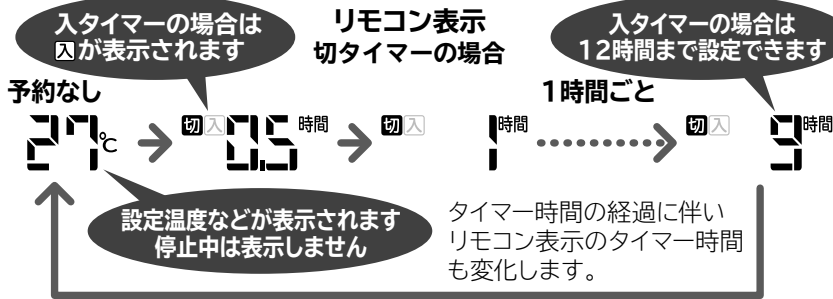 入タイマーの場合は
入が表示されます
リモコン表示
切タイマーの場合
入タイマーの場合は
12時間まで設定できます
予約なし
1時間ごと
27℃
切入 0.5 時間
切入 1 時間
切入 9 時間
設定温度などが表示されます
停止中は表示しません
タイマー時間の経過に伴い
リモコン表示のタイマー時間
も変化します。